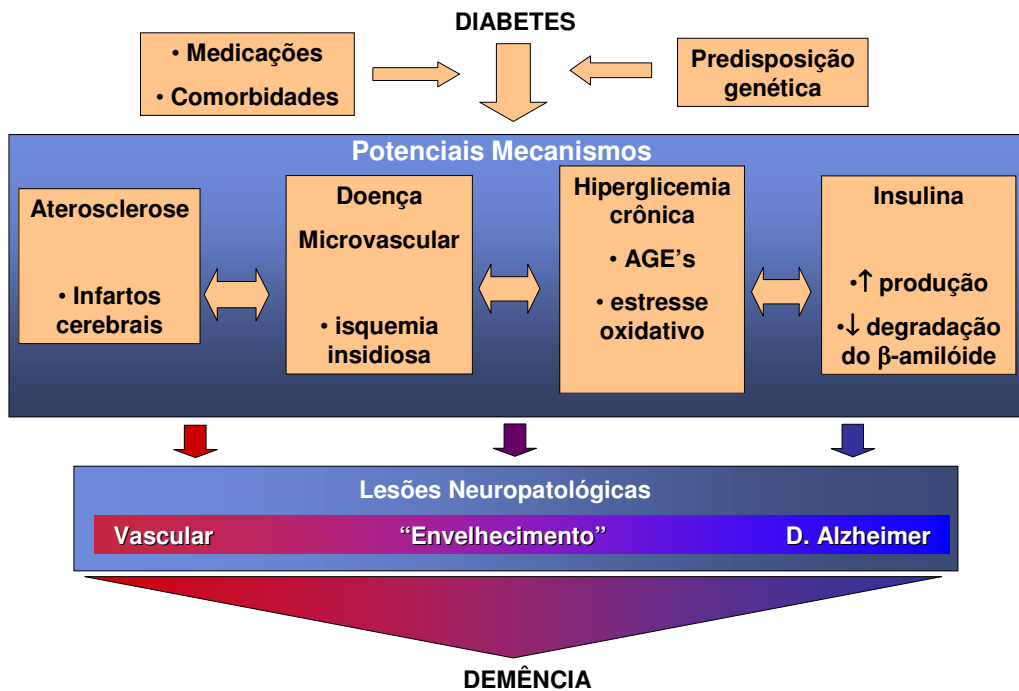 DIABETES
• Medicações
• Comorbidades
Predisposição
genética
Potenciais Mecanismos
Aterosclerose
• Infartos
cerebrais
Doença
Microvascular
• isquemia
insidiosa
Hiperglicemia
crônica
• AGE's
• estresse
oxidativo
Insulina
•↑ produção
•↓ degradação
do β-amilóide
Lesões Neuropatológicas
Vascular
“Envelhecimento”
D. Alzheimer
DEMÊNCIA